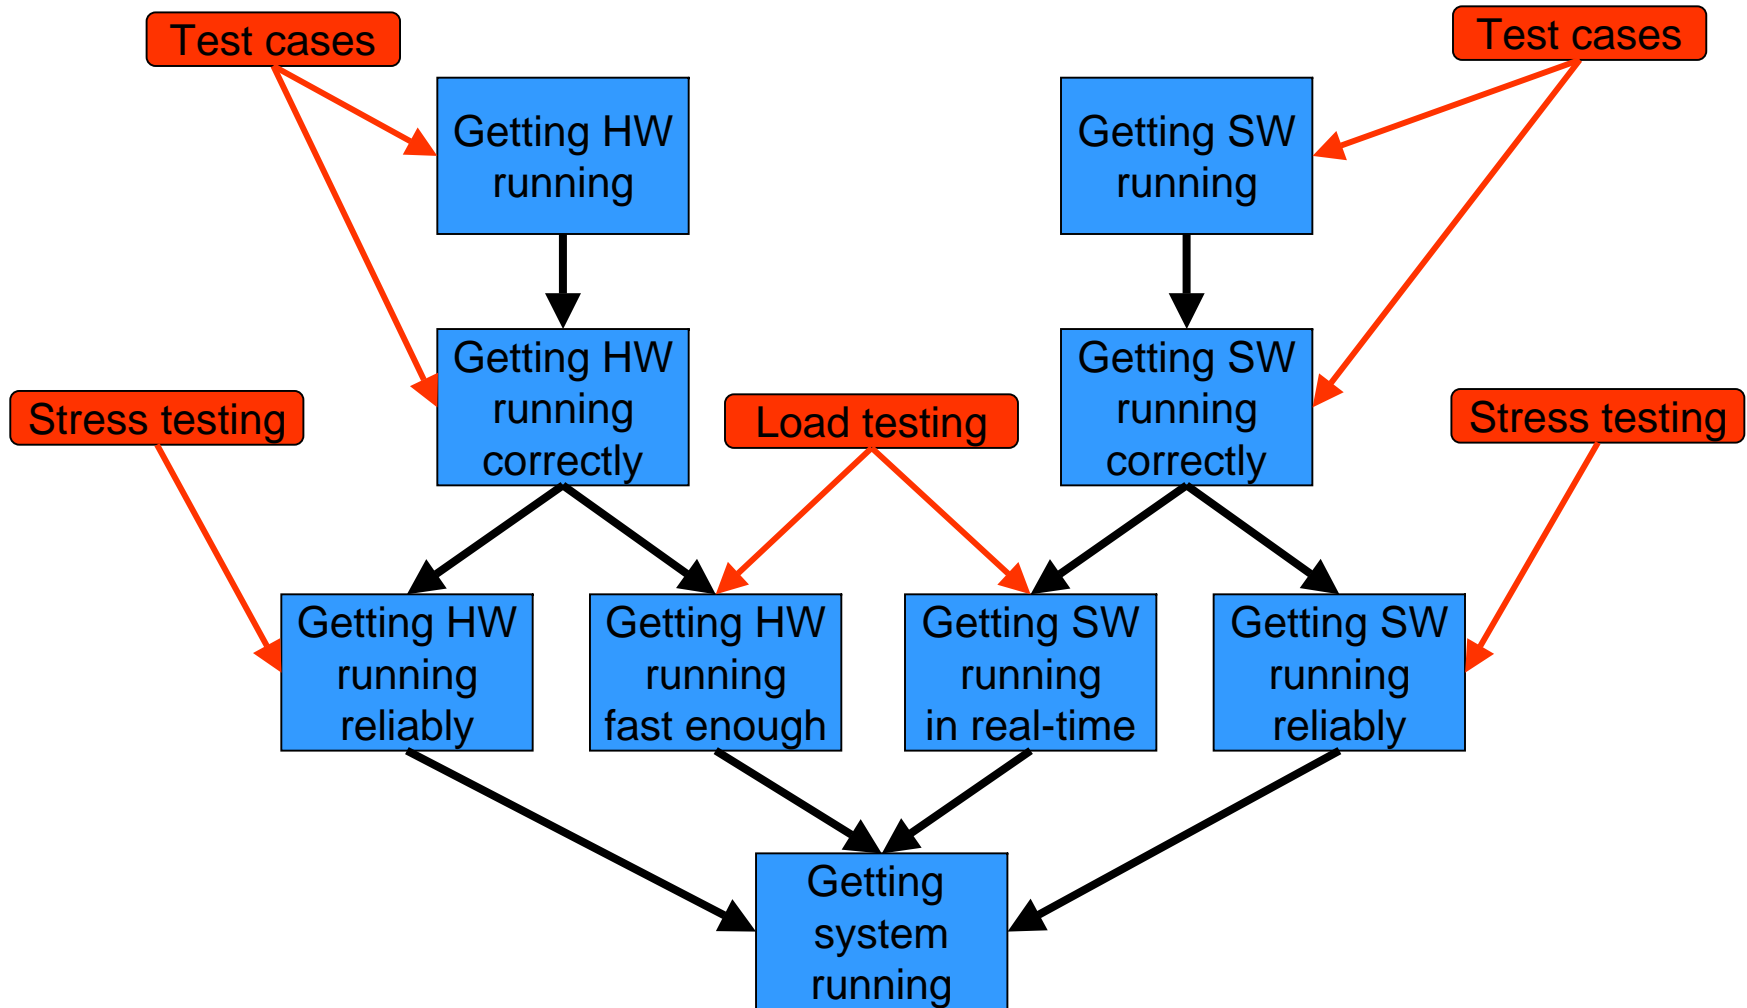 Test cases
Test cases
Getting HW
running
Getting SW
running
Getting HW
running
correctly
Getting SW
running
correctly
Stress testing
Load testing
Stress testing
Getting HW
running
reliably
Getting HW
running
fast enough
Getting SW
running
in real-time
Getting SW
running
reliably
Getting
system
running